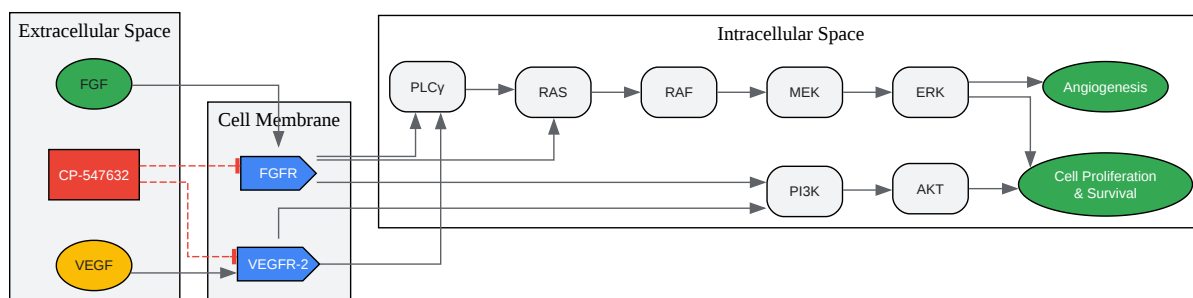 Extracellular Space
FGF
CP-547632
VEGF
Cell Membrane
FGFR
VEGFR-2
Intracellular Space
PLCγ
RAS
RAF
MEK
ERK
Angiogenesis
PI3K
AKT
Cell Proliferation
& Survival